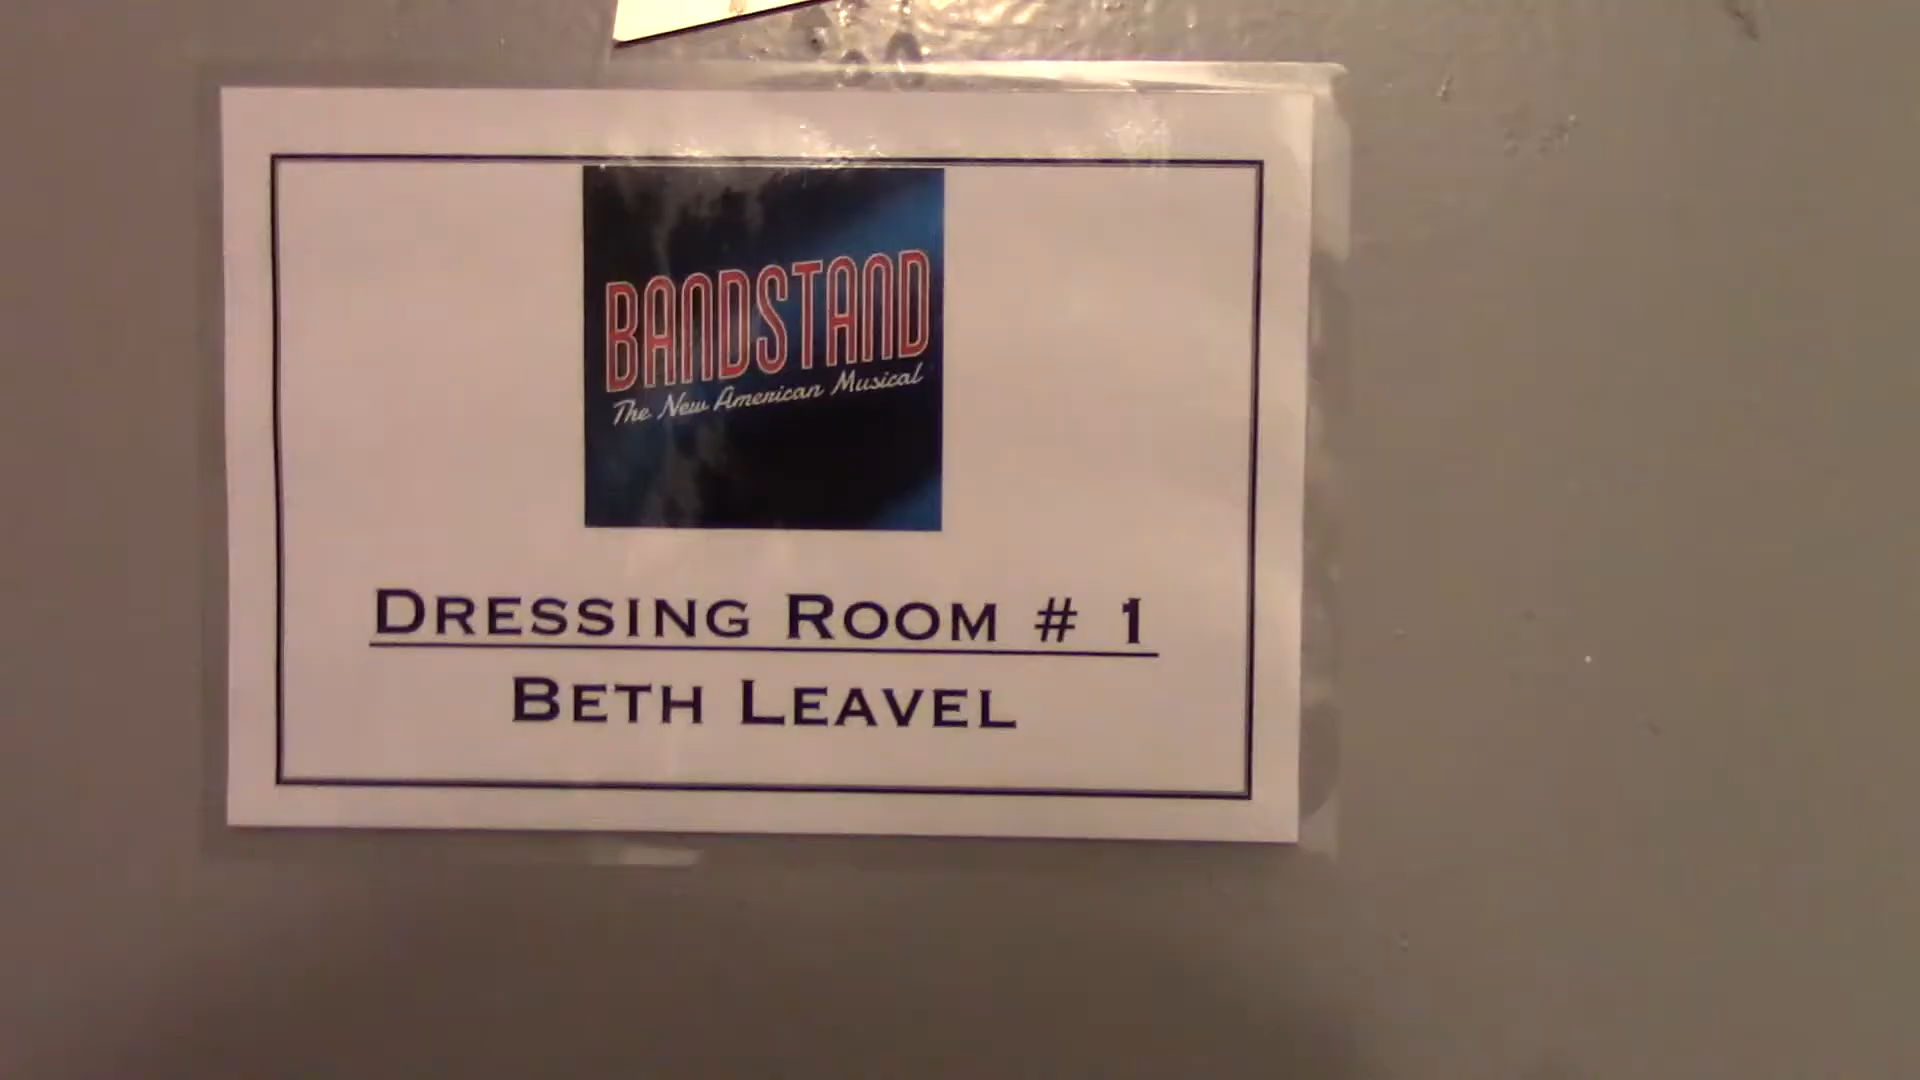 BANDSTAND
The New American Musical
DRESSING ROOM # 1
BETH LEAVEL